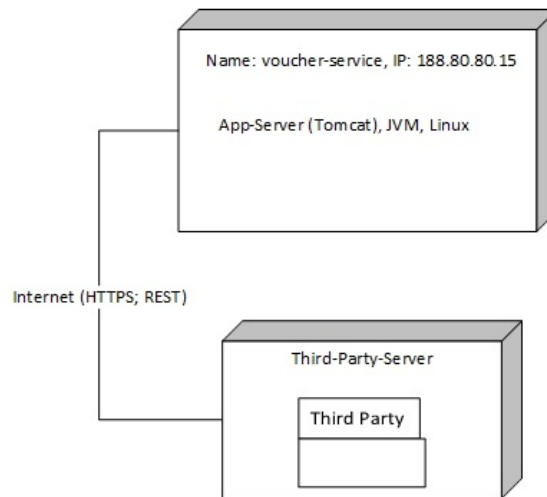 Name: voucher-service, IP: 188.80.80.15
App-Server (Tomcat), JVM, Linux
Internet (HTTPS; REST)
Third-Party-Server
Third Party